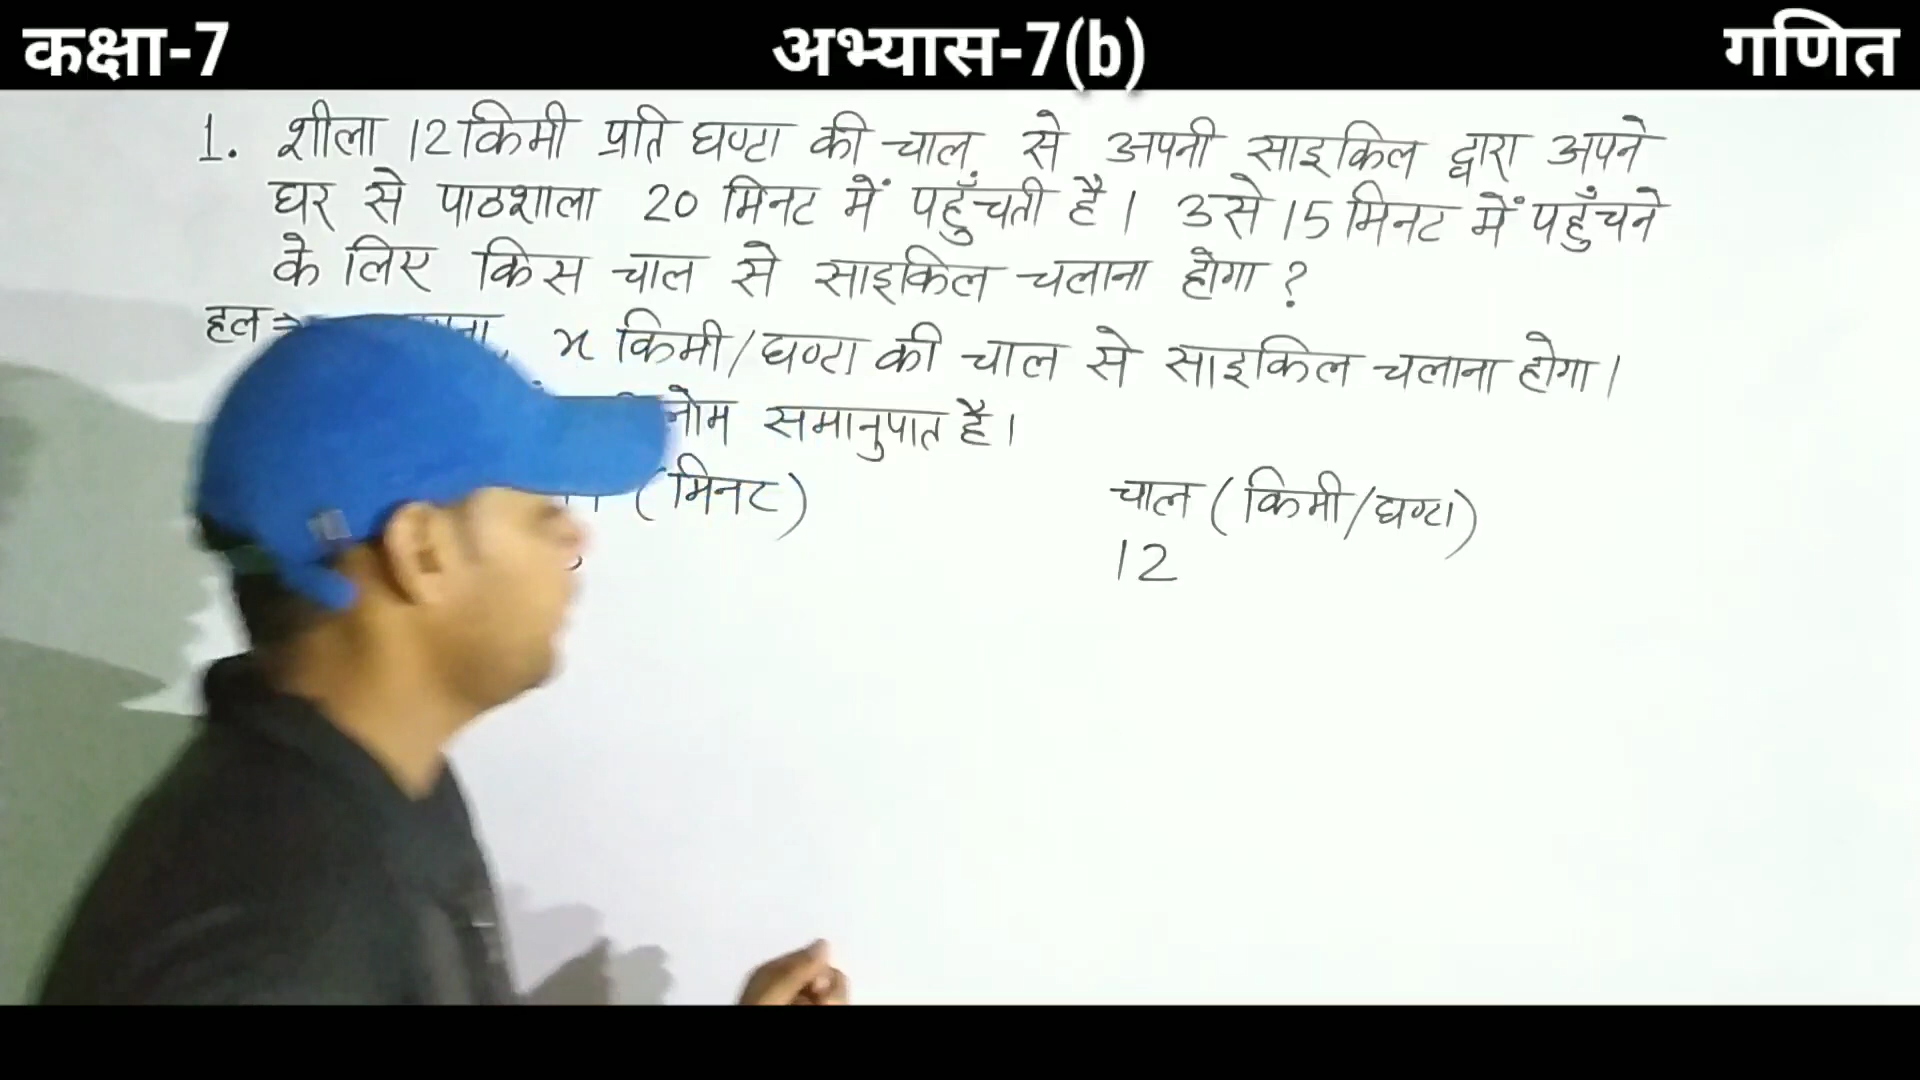 कक्षा-7 अभ्यास-7(b) गणित
1. शीला 12 किमी प्रति घण्टा की चाल से अपनी साइकिल द्वारा अपने
घर से पाठशाला 20 मिनट में पहुँचती है। उसे 15 मिनट में पहुँचने
के लिए किस चाल से साइकिल चलाना होगा ?
हल⇒ x किमी/घण्टा की चाल से साइकिल चलाना होगा।
समानुपात है।
(मिनट) चाल (किमी/घण्टा)
12